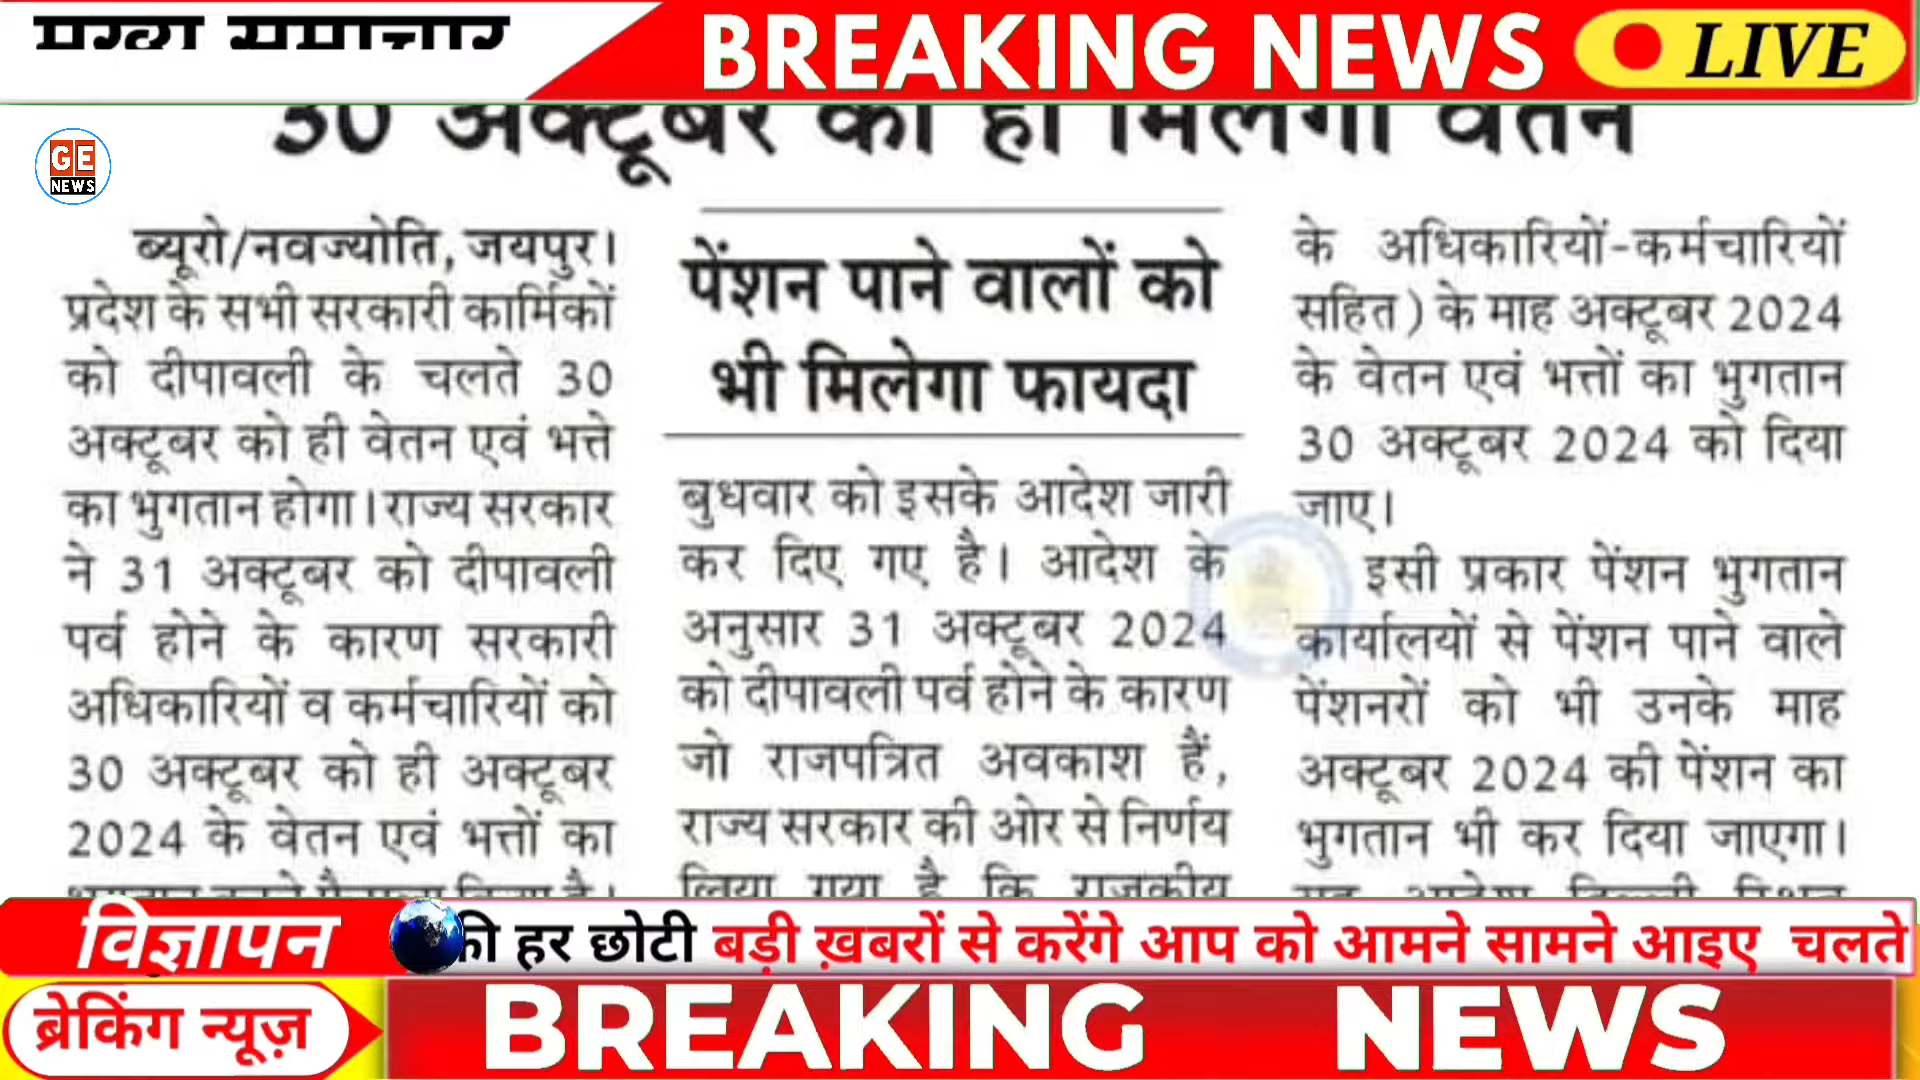 मुख्य समाचार
BREAKING NEWS
LIVE
30 अक्टूबर को ही मिलेगा वेतन
GE
NEWS
ब्यूरो/नवज्योति, जयपुर।
प्रदेश के सभी सरकारी कार्मिकों
को दीपावली के चलते 30
अक्टूबर को ही वेतन एवं भत्ते
का भुगतान होगा। राज्य सरकार
ने 31 अक्टूबर को दीपावली
पर्व होने के कारण सरकारी
अधिकारियों व कर्मचारियों को
30 अक्टूबर को ही अक्टूबर
2024 के वेतन एवं भत्तों का
पेंशन पाने वालों को
भी मिलेगा फायदा
बुधवार को इसके आदेश जारी
कर दिए गए है। आदेश के
अनुसार 31 अक्टूबर 2024
को दीपावली पर्व होने के कारण
जो राजपत्रित अवकाश हैं,
राज्य सरकार की ओर से निर्णय
लिया गया है कि राजकीय
के अधिकारियों-कर्मचारियों
सहित) के माह अक्टूबर 2024
के वेतन एवं भत्तों का भुगतान
30 अक्टूबर 2024 को दिया
जाए।
इसी प्रकार पेंशन भुगतान
कार्यालयों से पेंशन पाने वाले
पेंशनरों को भी उनके माह
अक्टूबर 2024 की पेंशन का
भुगतान भी कर दिया जाएगा।
विज्ञापन
की हर छोटी बड़ी ख़बरों से करेंगे आप को आमने सामने आइए चलते
ब्रेकिंग न्यूज़
BREAKING NEWS